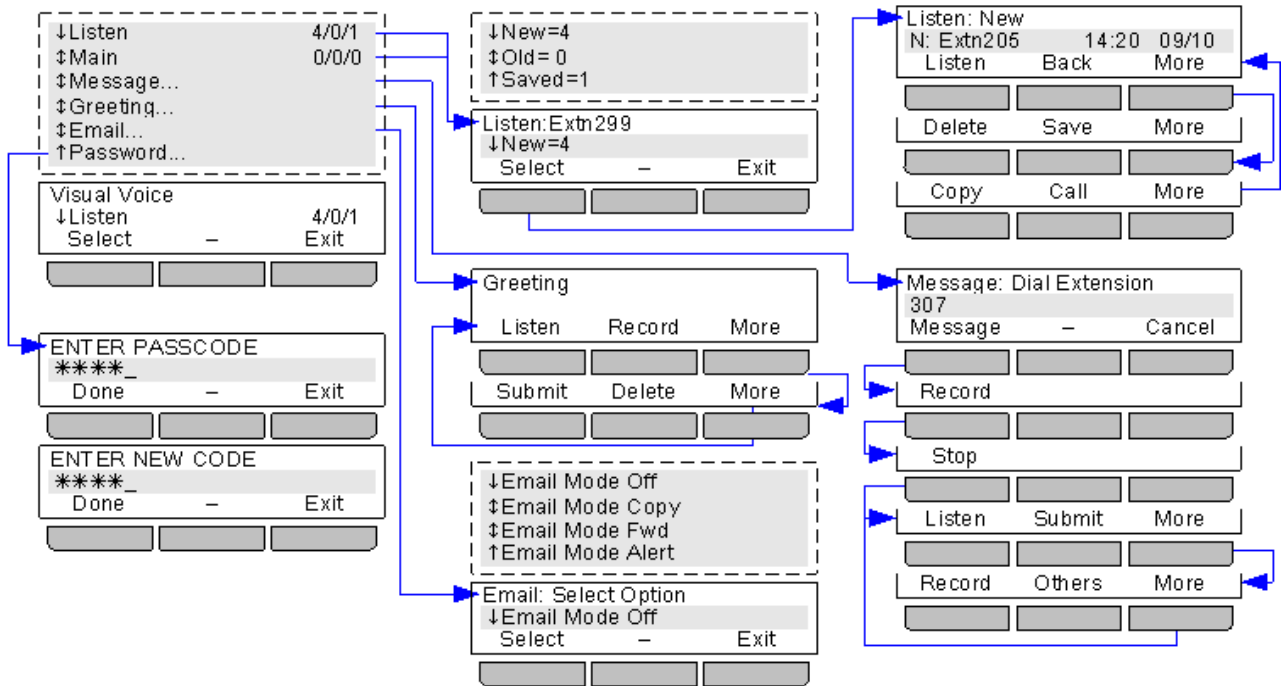 ↓Listen 4/0/1
↕Main 0/0/0
↕Message...
↕Greeting...
↕Email...
↑Password...
Visual Voice
↓Listen 4/0/1
Select – Exit
ENTER PASSCODE
****_
Done – Exit
ENTER NEW CODE
****_
Done – Exit
↓New=4
↕Old= 0
↑Saved=1
Listen:Extn299
↓New=4
Select – Exit
Greeting
Listen Record More
Submit Delete More
↓Email Mode Off
↕Email Mode Copy
↕Email Mode Fwd
↑Email Mode Alert
Email: Select Option
↓Email Mode Off
Select – Exit
Listen: New
N: Extn205 14:20 09/10
Listen Back More
Delete Save More
Copy Call More
Message: Dial Extension
307
Message – Cancel
Record
Stop
Listen Submit More
Record Others More